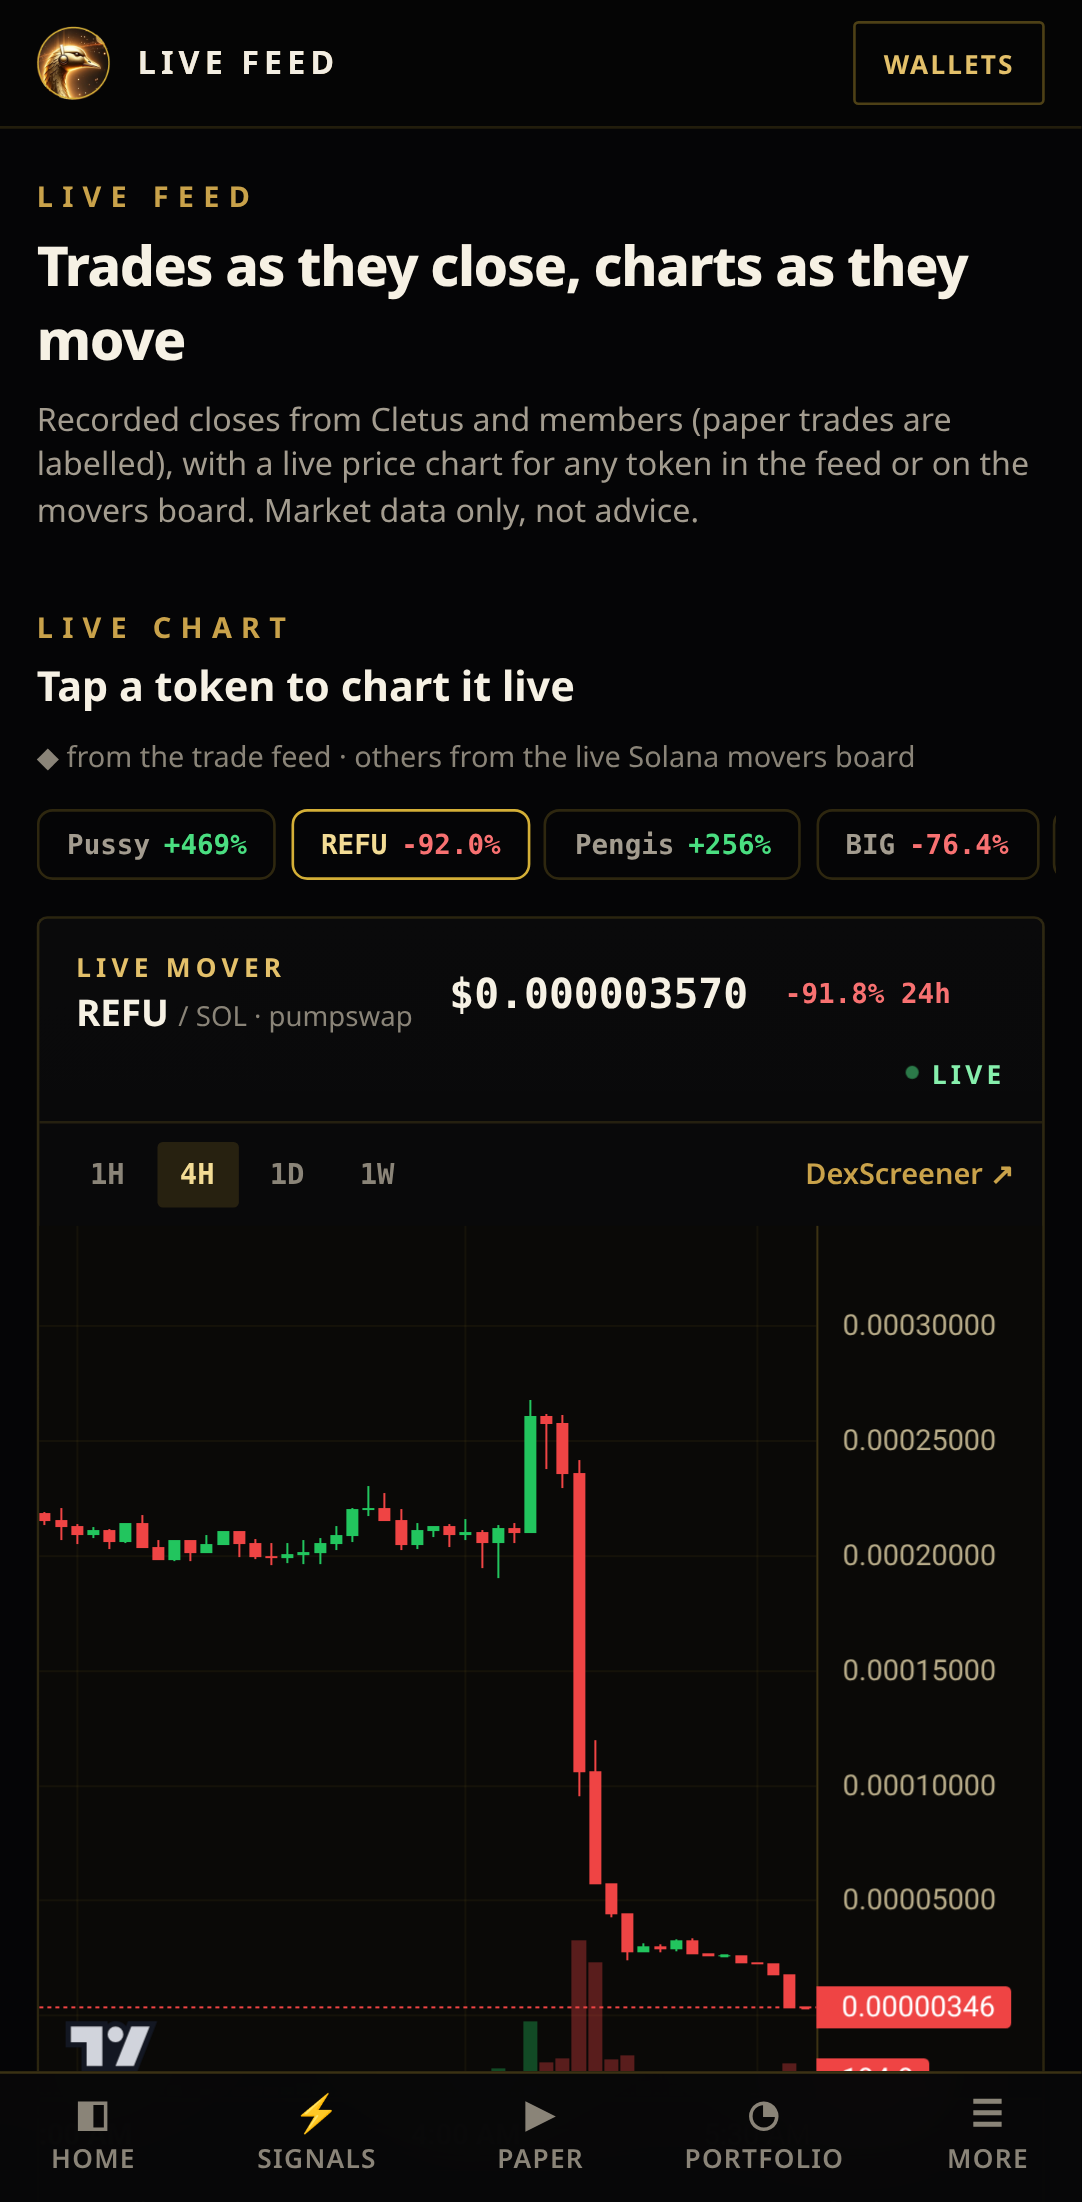 LIVE FEED
WALLETS
LIVE FEED
Trades as they close, charts as they
move
Recorded closes from Cletus and members (paper trades are
labelled), with a live price chart for any token in the feed or on the
movers board. Market data only, not advice.
LIVE CHART
Tap a token to chart it live
◆ from the trade feed · others from the live Solana movers board
Pussy +469%
REFU -92.0%
Pengis +256%
BIG -76.4%
LIVE MOVER
REFU / SOL · pumpswap
$0.000003570
-91.8% 24h
LIVE
1H 4H 1D 1W
DexScreener ↗
0.00030000
0.00025000
0.00020000
0.00015000
0.00010000
0.00005000
0.00000346
HOME
SIGNALS
PAPER
PORTFOLIO
MORE